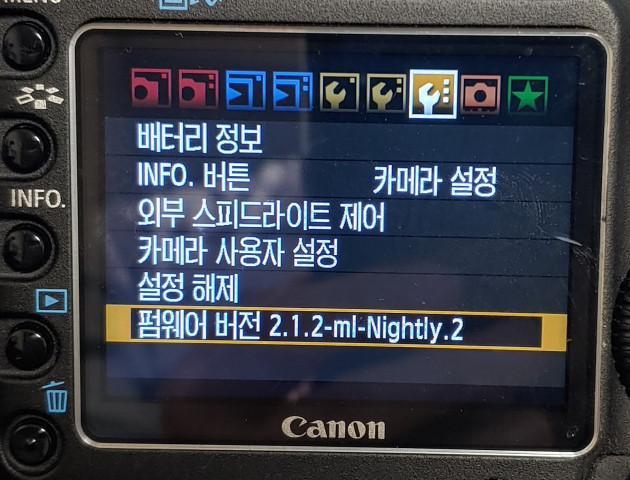 MENU
배터리 정보
INFO. 버튼 카메라 설정
외부 스피드라이트 제어
카메라 사용자 설정
설정 해제
펌웨어 버전 2.1.2-ml-Nightly.2
INFO.
Canon